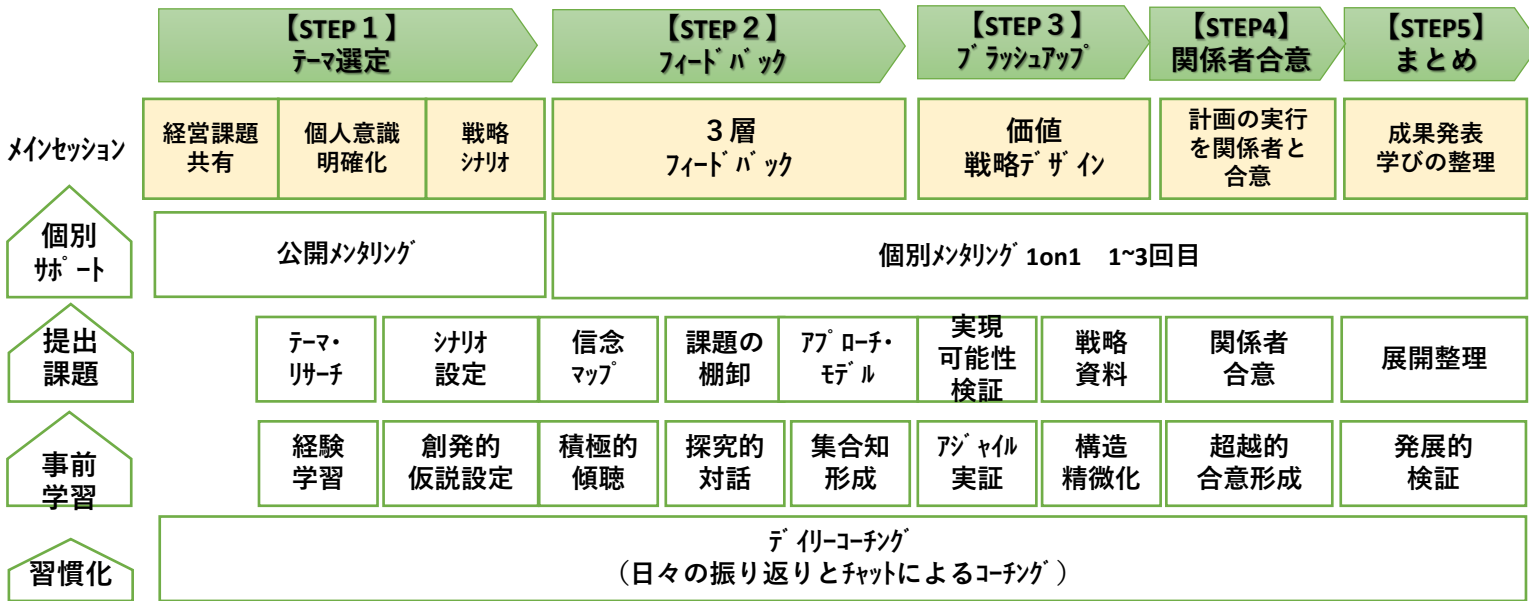 【STEP１】
ﾃｰﾏ選定
【STEP２】
ﾌｨｰﾄﾞﾊﾞｯｸ
【STEP３】
ﾌﾞﾗｯｼｭｱｯﾌﾟ
【STEP4】
関係者合意
【STEP5】
まとめ
ﾒｲﾝｾｯｼｮﾝ
経営課題
共有
個人意識
明確化
戦略
ｼﾅﾘｵ
３層
ﾌｨｰﾄﾞﾊﾞｯｸ
価値
戦略ﾃﾞｻﾞｲﾝ
計画の実行
を関係者と
合意
成果発表
学びの整理
個別
ｻﾎﾟｰﾄ
公開ﾒﾝﾀﾘﾝｸﾞ
個別ﾒﾝﾀﾘﾝｸﾞ 1on1　1~3回目
提出
課題
ﾃｰﾏ・
ﾘｻｰﾁ
ｼﾅﾘｵ
設定
信念
ﾏｯﾌﾟ
課題の
棚卸
ｱﾌﾟﾛｰﾁ・
ﾓﾃﾞﾙ
実現
可能性
検証
戦略
資料
関係者
合意
展開整理
事前
学習
経験
学習
創発的
仮説設定
積極的
傾聴
探究的
対話
集合知
形成
ｱｼﾞｬｲﾙ
実証
構造
精微化
超越的
合意形成
発展的
検証
習慣化
ﾃﾞｲﾘｰｺｰﾁﾝｸﾞ
（日々の振り返りとﾁｬｯﾄによるｺｰﾁﾝｸﾞ）